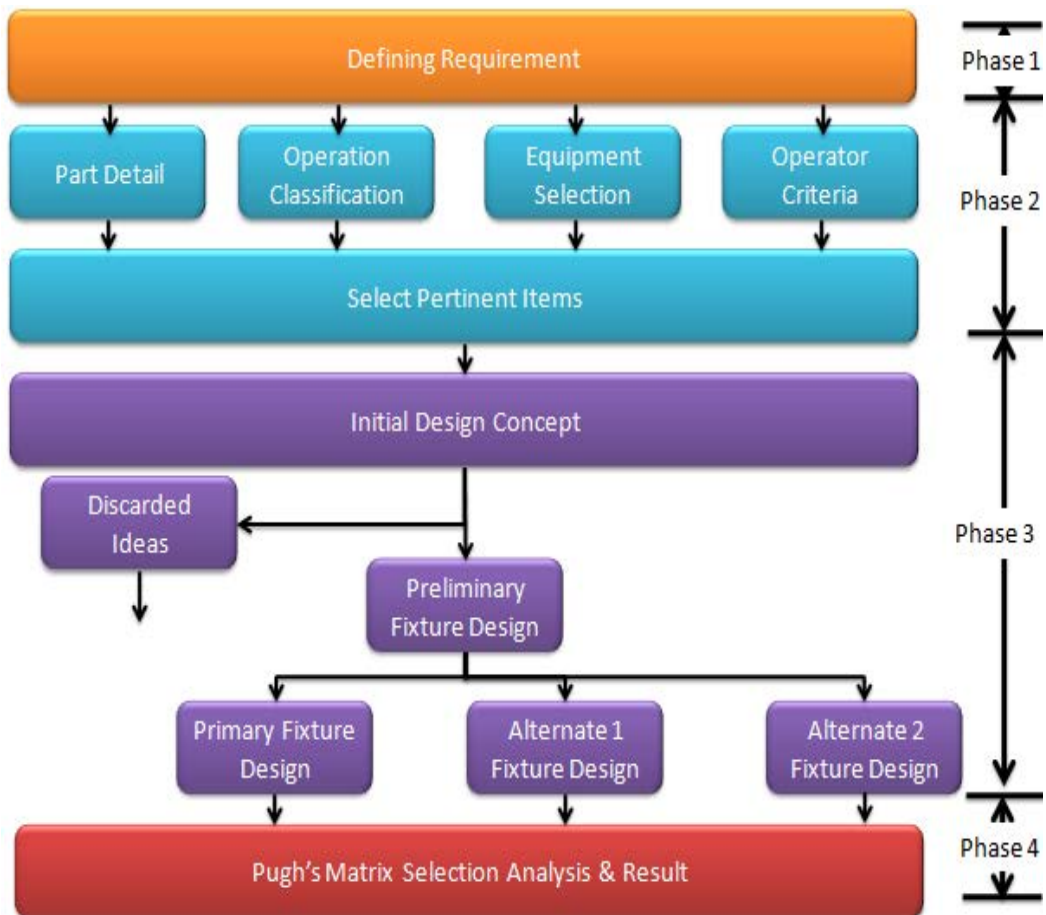 Defining Requirement
Phase 1
Part Detail
Operation
Classification
Equipment
Selection
Operator
Criteria
Phase 2
Select Pertinent Items
Initial Design Concept
Discarded
Ideas
Phase 3
Preliminary
Fixture Design
Primary Fixture
Design
Alternate 1
Fixture Design
Alternate 2
Fixture Design
Pugh's Matrix Selection Analysis & Result
Phase 4